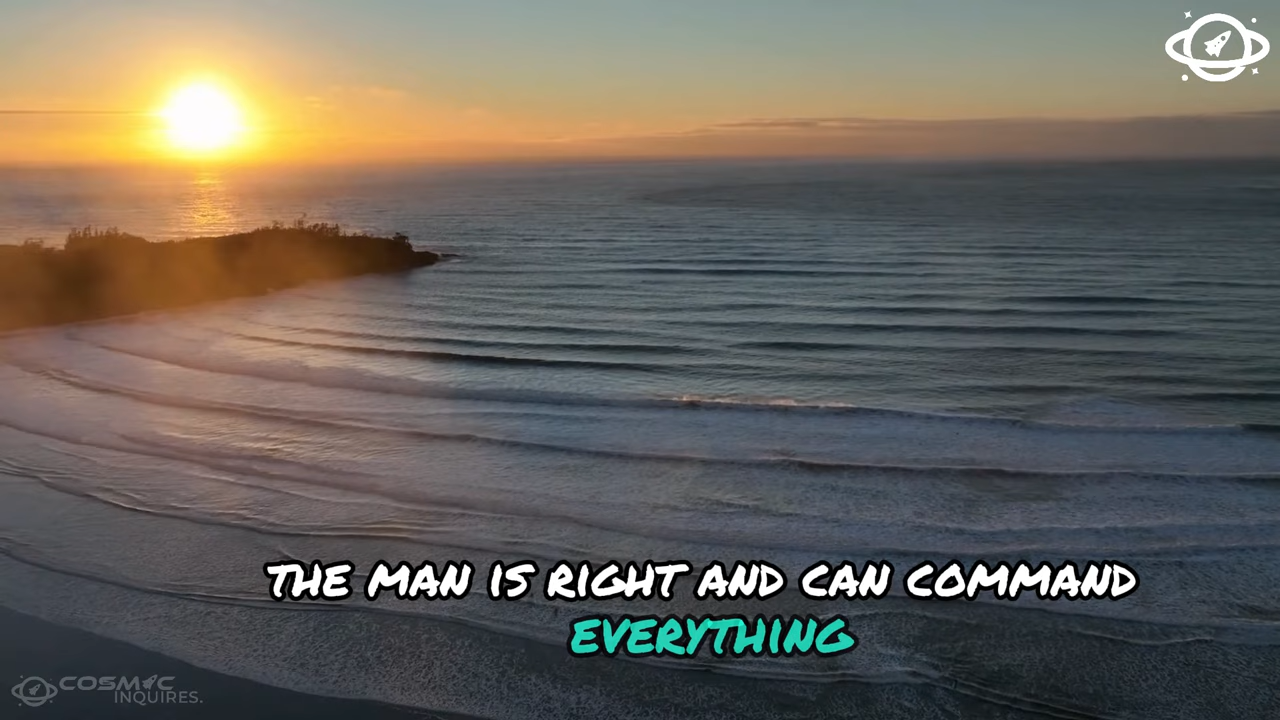 THE MAN IS RIGHT AND CAN COMMAND
EVERYTHING
COSMIC
INQUIRES.